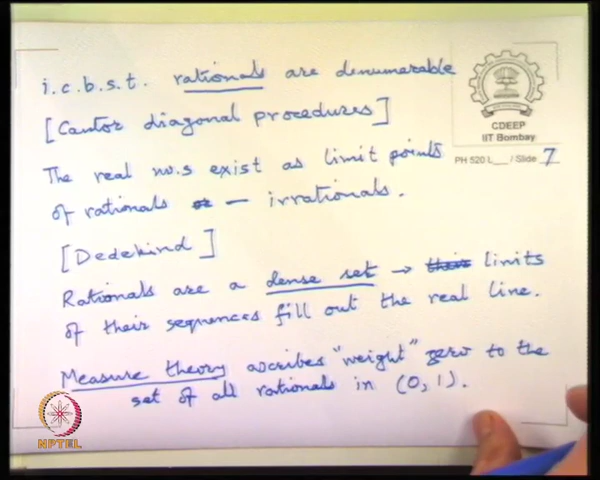 i.c.b.s.t. rationals are denumerable
[Cantor diagonal procedures]
The real no.s exist as limit points
of rationals or — irrationals.
[Dedekind]
Rationals are a dense set → their limits
of their sequences fill out the real line.
Measure theory ascribes "weight" zero to the
set of all rationals in (0, 1).
CDEEP
IIT Bombay
PH 520 L___ / Slide 7
NPTEL